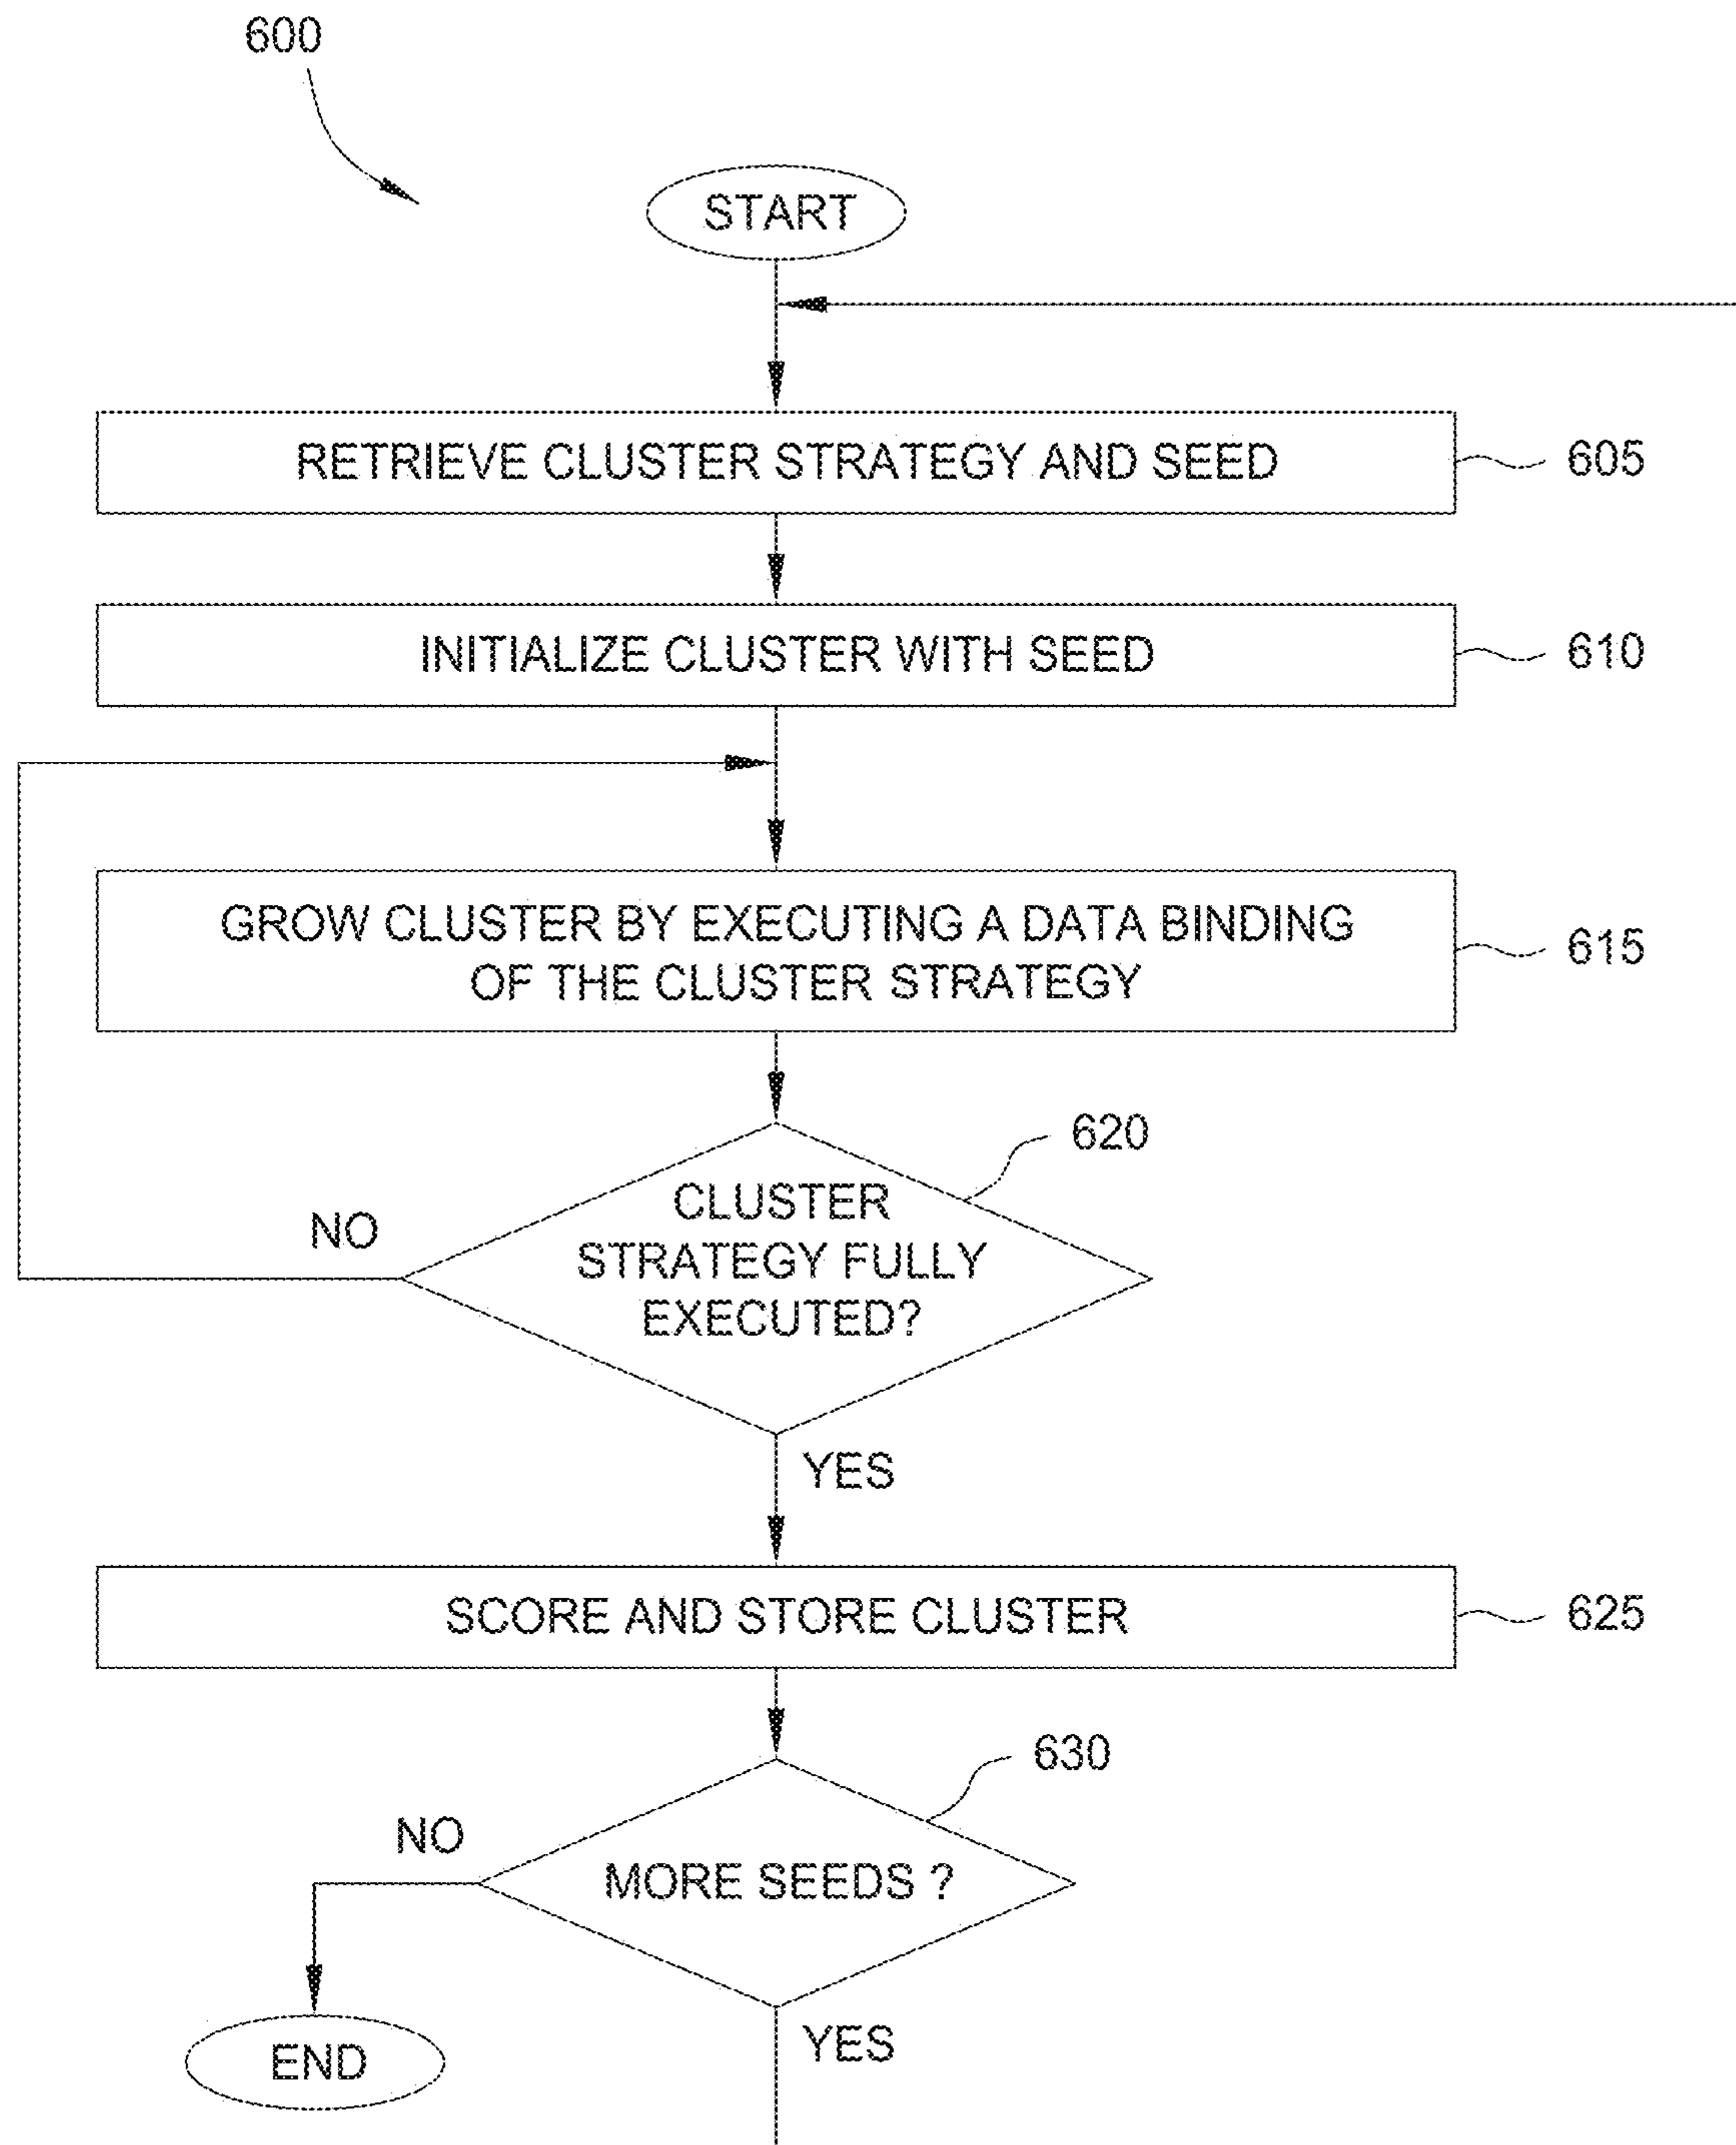 600
START
RETRIEVE CLUSTER STRATEGY AND SEED
605
INITIALIZE CLUSTER WITH SEED
610
GROW CLUSTER BY EXECUTING A DATA BINDING
OF THE CLUSTER STRATEGY
615
620
CLUSTER
STRATEGY FULLY
EXECUTED?
NO
YES
SCORE AND STORE CLUSTER
625
630
MORE SEEDS ?
NO
YES
END